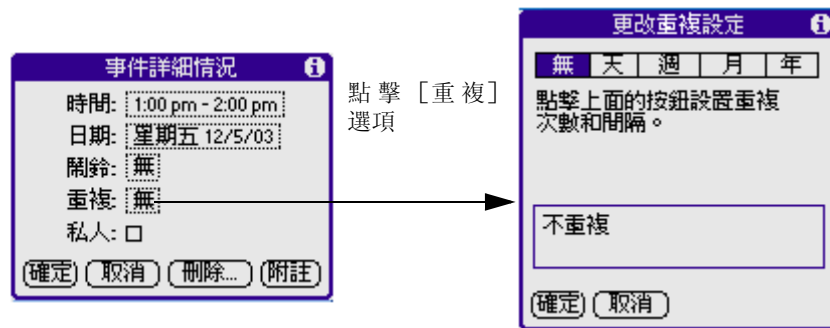 事件詳細情況
時間: 1:00 pm - 2:00 pm
日期: 星期五 12/5/03
鬧鈴: 無
重複: 無
私人:
確定 取消 刪除... 附註
點擊［重複］
選項
更改重複設定
無 天 週 月 年
點擊上面的按鈕設置重複
次數和間隔。
不重複
確定 取消